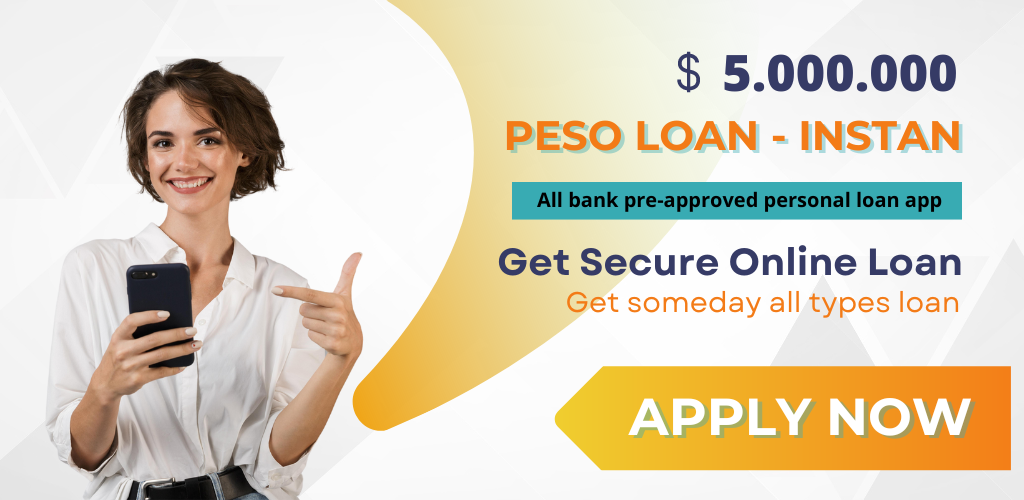 $ 5.000.000
PESO LOAN - INSTAN
All bank pre-approved personal loan app
Get Secure Online Loan
Get someday all types loan
APPLY NOW